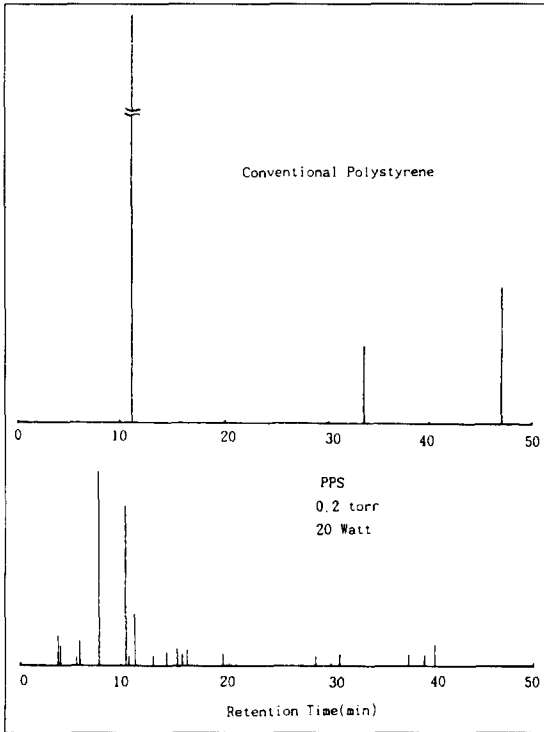 Conventional Polystyrene
0 10 20 30 40 50
PPS
0.2 torr
20 Watt
0 10 20 30 40 50
Retention Time(min)